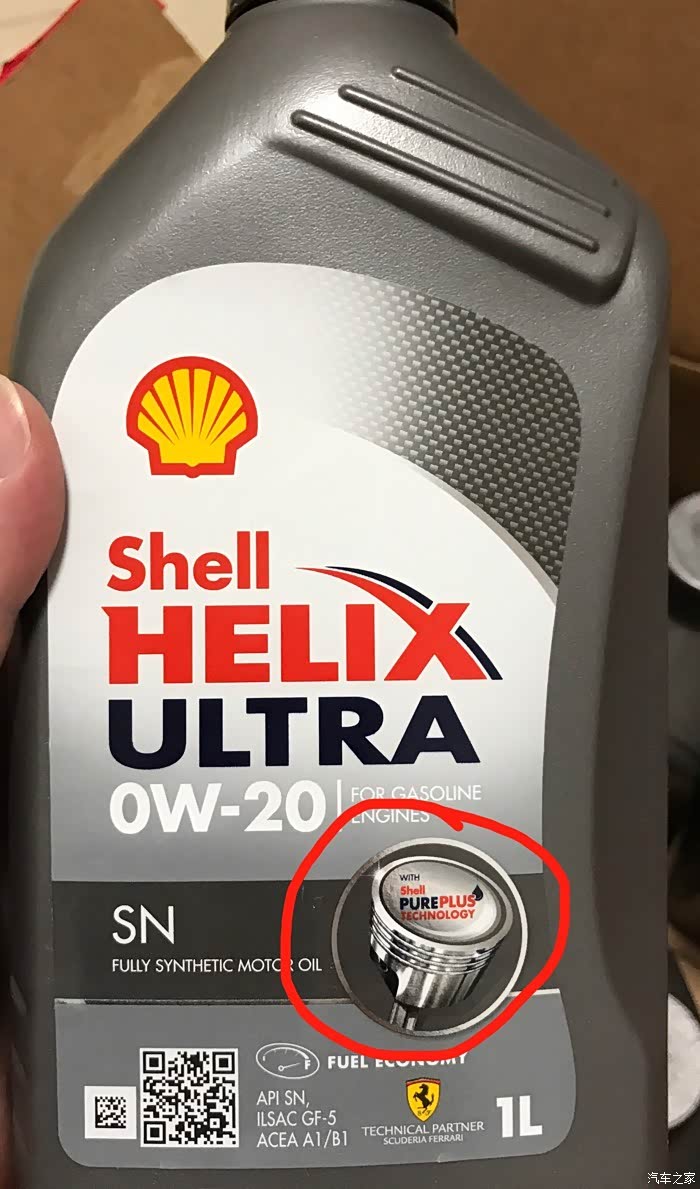 Shell
HELIX
ULTRA
0W-20
FOR GASOLINE
ENGINES
WITH
Shell
PUREPLUS
TECHNOLOGY
SN
FULLY SYNTHETIC MOTOR OIL
FUEL ECONOMY
API SN,
ILSAC GF-5
ACEA A1/B1
TECHNICAL PARTNER
SCUDERIA FERRARI
1L
汽车之家